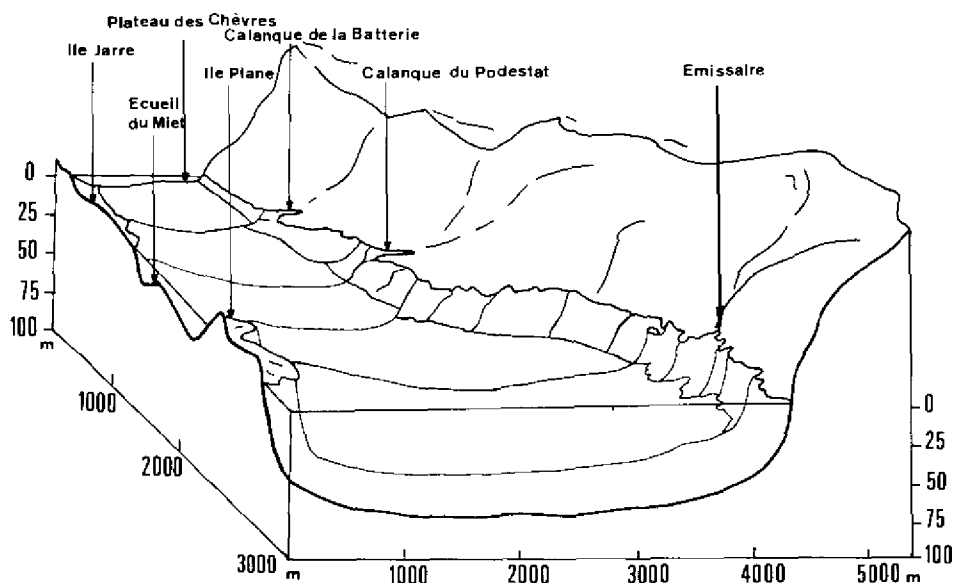 Plateau des Chèvres
Ile Jarre
Calanque de la Batterie
Ile Plane
Calanque du Podestat
Emissaire
Ecueil
du Miet
0
25
50
75
100
m
1000
2000
3000
m
1000
2000
3000
4000
5000
0
25
50
75
100
m